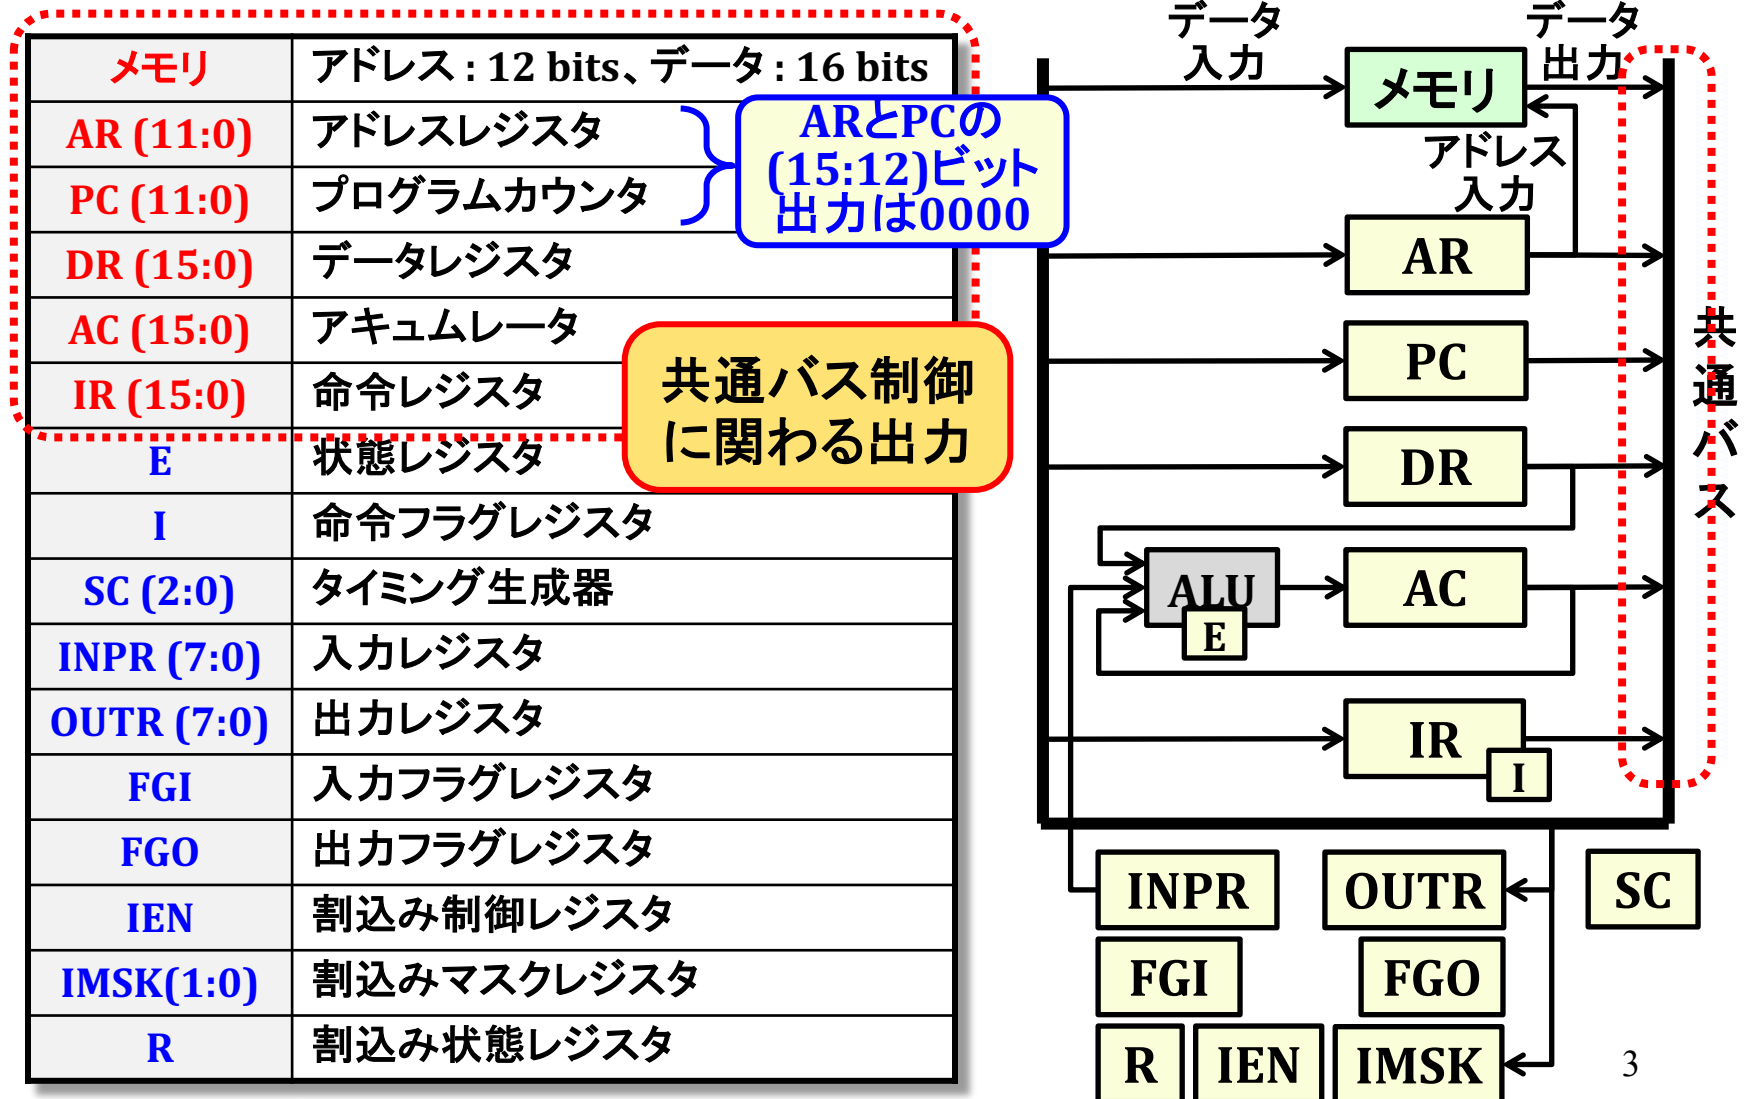 メモリ アドレス : 12 bits、データ : 16 bits
AR (11:0) アドレスレジスタ
PC (11:0) プログラムカウンタ
DR (15:0) データレジスタ
AC (15:0) アキュムレータ
IR (15:0) 命令レジスタ
E 状態レジスタ
I 命令フラグレジスタ
SC (2:0) タイミング生成器
INPR (7:0) 入力レジスタ
OUTR (7:0) 出力レジスタ
FGI 入力フラグレジスタ
FGO 出力フラグレジスタ
IEN 割込み制御レジスタ
IMSK(1:0) 割込みマスクレジスタ
R 割込み状態レジスタ
ARとPCの
(15:12)ビット
出力は0000
共通バス制御
に関わる出力
データ
入力
メモリ
データ
出力
アドレス
入力
AR
PC
DR
ALU
E
AC
IR
I
共通バス
INPR
OUTR
SC
FGI
FGO
R
IEN
IMSK
3